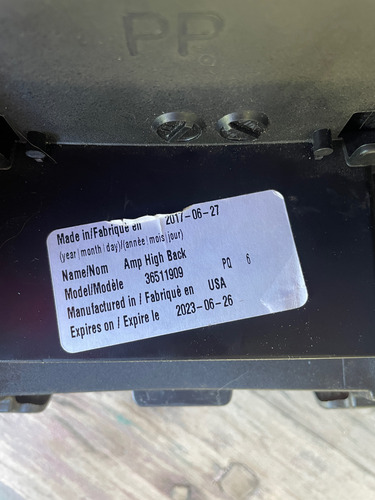 PP
Made in/Fabriqué en 2017-06-27
(year|month|day)/(année|mois|jour)
Name/Nom Amp High Back
Model/Modèle 36511909 PQ 6
Manufactured in / Fabriqué en USA
Expires on / Expire le 2023-06-26